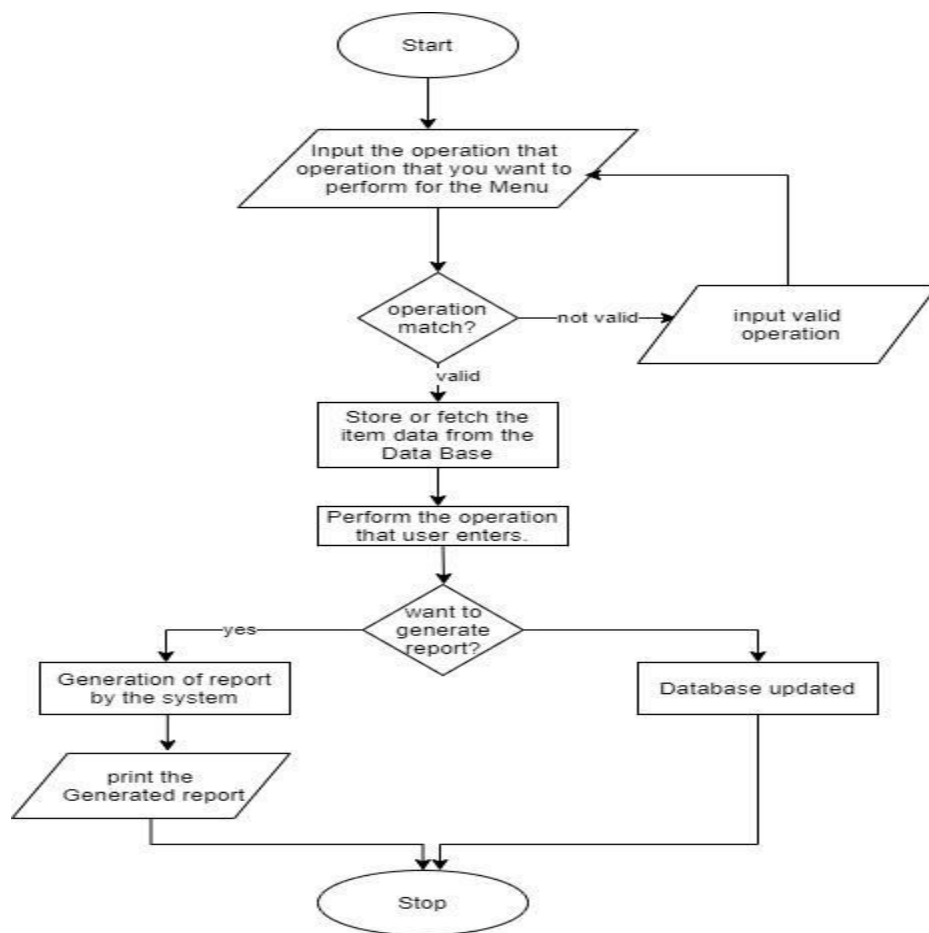 Start
Input the operation that
operation that you want to
perform for the Menu
operation
match?
not valid
input valid
operation
valid
Store or fetch the
item data from the
Data Base
Perform the operation
that user enters.
want to
generate
report?
yes
Generation of report
by the system
Database updated
print the
Generated report
Stop